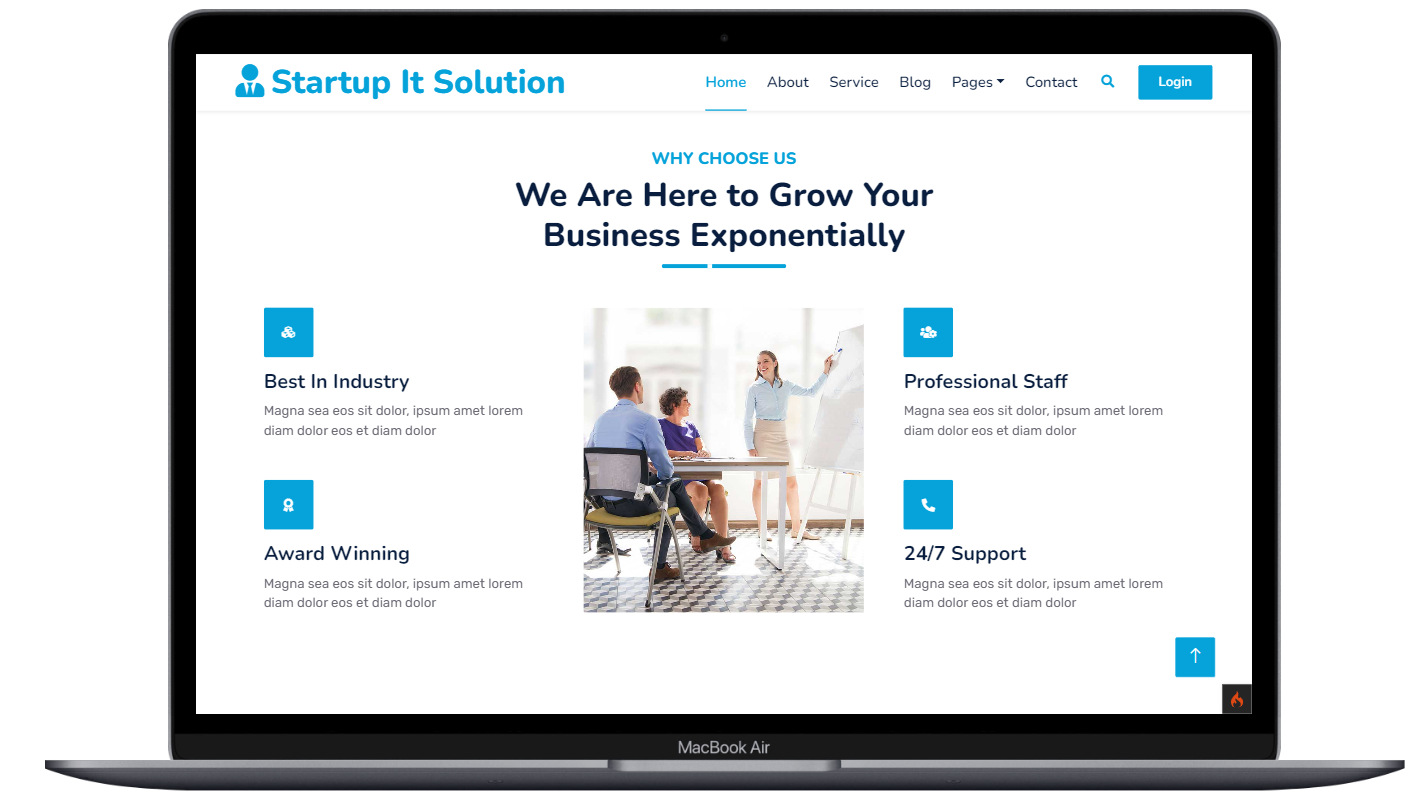 Startup It Solution
Home About Service Blog Pages Contact Login
WHY CHOOSE US
We Are Here to Grow Your
Business Exponentially
Best In Industry
Magna sea eos sit dolor, ipsum amet lorem
diam dolor eos et diam dolor
Award Winning
Magna sea eos sit dolor, ipsum amet lorem
diam dolor eos et diam dolor
Professional Staff
Magna sea eos sit dolor, ipsum amet lorem
diam dolor eos et diam dolor
24/7 Support
Magna sea eos sit dolor, ipsum amet lorem
diam dolor eos et diam dolor
MacBook Air